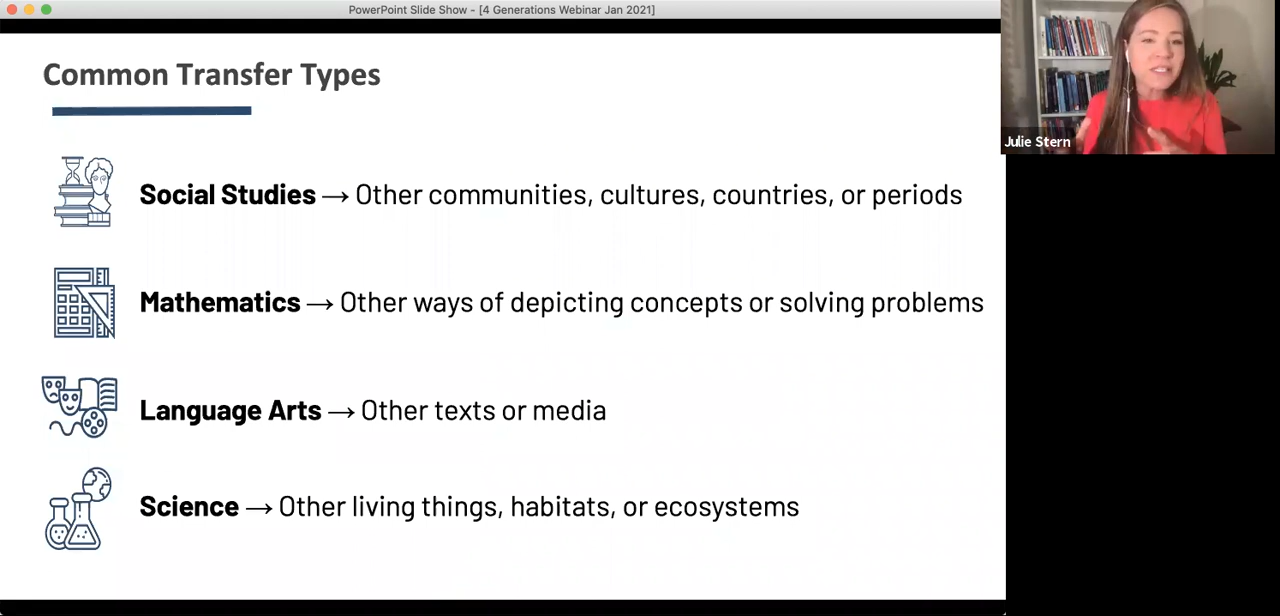 PowerPoint Slide Show - [4 Generations Webinar Jan 2021]
Common Transfer Types
Social Studies → Other communities, cultures, countries, or periods
Mathematics → Other ways of depicting concepts or solving problems
Language Arts → Other texts or media
Science → Other living things, habitats, or ecosystems
Julie Stern